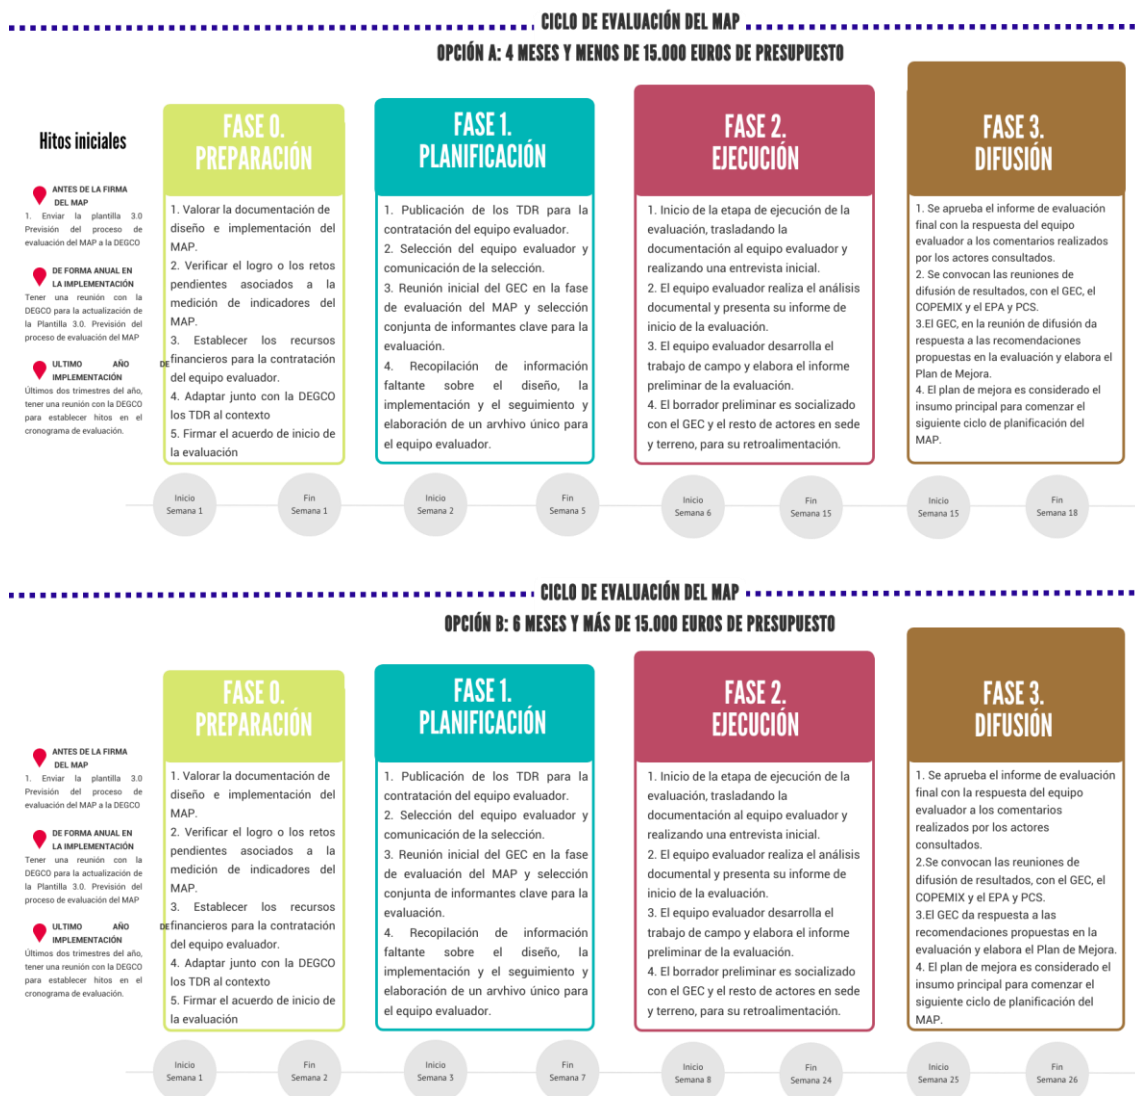 CICLO DE EVALUACIÓN DEL MAP
OPCIÓN A: 4 MESES Y MENOS DE 15.000 EUROS DE PRESUPUESTO
Hitos iniciales
ANTES DE LA FIRMA
DEL MAP
1. Enviar la plantilla 3.0
Previsión del proceso de
evaluación del MAP a la DEGCO
DE FORMA ANUAL EN
LA IMPLEMENTACIÓN
Tener una reunión con la
DEGCO para la actualización de
la Plantilla 3.0. Previsión del
proceso de evaluación del MAP
ULTIMO AÑO DE
IMPLEMENTACIÓN
Últimos dos trimestres del año,
tener una reunión con la DEGCO
para establecer hitos en el
cronograma de evaluación.
FASE 0.
PREPARACIÓN
1. Valorar la documentación de
diseño e implementación del
MAP.
2. Verificar el logro o los retos
pendientes asociados a la
medición de indicadores del
MAP.
3. Establecer los recursos
financieros para la contratación
del equipo evaluador.
4. Adaptar junto con la DEGCO
los TDR al contexto
5. Firmar el acuerdo de inicio de
la evaluación
FASE 1.
PLANIFICACIÓN
1. Publicación de los TDR para la
contratación del equipo evaluador.
2. Selección del equipo evaluador y
comunicación de la selección.
3. Reunión inicial del GEC en la fase
de evaluación del MAP y selección
conjunta de informantes clave para la
evaluación.
4. Recopilación de información
faltante sobre el diseño, la
implementación y el seguimiento y
elaboración de un arvhivo único para
el equipo evaluador.
FASE 2.
EJECUCIÓN
1. Inicio de la etapa de ejecución de la
evaluación, trasladando la
documentación al equipo evaluador y
realizando una entrevista inicial.
2. El equipo evaluador realiza el análisis
documental y presenta su informe de
inicio de la evaluación.
3. El equipo evaluador desarrolla el
trabajo de campo y elabora el informe
preliminar de la evaluación.
4. El borrador preliminar es socializado
con el GEC y el resto de actores en sede
y terreno, para su retroalimentación.
FASE 3.
DIFUSIÓN
1. Se aprueba el informe de evaluación
final con la respuesta del equipo
evaluador a los comentarios realizados
por los actores consultados.
2. Se convocan las reuniones de
difusión de resultados, con el GEC, el
COPEMIX y el EPA y PCS.
3.El GEC, en la reunión de difusión da
respuesta a las recomendaciones
propuestas en la evaluación y elabora el
Plan de Mejora.
4. El plan de mejora es considerado el
insumo principal para comenzar el
siguiente ciclo de planificación del
MAP.
Inicio
Semana 1
Fin
Semana 1
Inicio
Semana 2
Fin
Semana 5
Inicio
Semana 6
Fin
Semana 15
Inicio
Semana 15
Fin
Semana 18
CICLO DE EVALUACIÓN DEL MAP
OPCIÓN B: 6 MESES Y MÁS DE 15.000 EUROS DE PRESUPUESTO
ANTES DE LA FIRMA
DEL MAP
1. Enviar la plantilla 3.0
Previsión del proceso de
evaluación del MAP a la DEGCO
DE FORMA ANUAL EN
LA IMPLEMENTACIÓN
Tener una reunión con la
DEGCO para la actualización de
la Plantilla 3.0. Previsión del
proceso de evaluación del MAP
ULTIMO AÑO DE
IMPLEMENTACIÓN
Últimos dos trimestres del año,
tener una reunión con la DEGCO
para establecer hitos en el
cronograma de evaluación.
FASE 0.
PREPARACIÓN
1. Valorar la documentación de
diseño e implementación del
MAP.
2. Verificar el logro o los retos
pendientes asociados a la
medición de indicadores del
MAP.
3. Establecer los recursos
financieros para la contratación
del equipo evaluador.
4. Adaptar junto con la DEGCO
los TDR al contexto
5. Firmar el acuerdo de inicio de
la evaluación
FASE 1.
PLANIFICACIÓN
1. Publicación de los TDR para la
contratación del equipo evaluador.
2. Selección del equipo evaluador y
comunicación de la selección.
3. Reunión inicial del GEC en la fase
de evaluación del MAP y selección
conjunta de informantes clave para la
evaluación.
4. Recopilación de información
faltante sobre el diseño, la
implementación y el seguimiento y
elaboración de un arvhivo único para
el equipo evaluador.
FASE 2.
EJECUCIÓN
1. Inicio de la etapa de ejecución de la
evaluación, trasladando la
documentación al equipo evaluador y
realizando una entrevista inicial.
2. El equipo evaluador realiza el análisis
documental y presenta su informe de
inicio de la evaluación.
3. El equipo evaluador desarrolla el
trabajo de campo y elabora el informe
preliminar de la evaluación.
4. El borrador preliminar es socializado
con el GEC y el resto de actores en sede
y terreno, para su retroalimentación.
FASE 3.
DIFUSIÓN
1. Se aprueba el informe de evaluación
final con la respuesta del equipo
evaluador a los comentarios
realizados por los actores
consultados.
2.Se convocan las reuniones de
difusión de resultados, con el GEC, el
COPEMIX y el EPA y PCS.
3.El GEC da respuesta a las
recomendaciones propuestas en la
evaluación y elabora el Plan de Mejora.
4. El plan de mejora es considerado el
insumo principal para comenzar el
siguiente ciclo de planificación del
MAP.
Inicio
Semana 1
Fin
Semana 2
Inicio
Semana 3
Fin
Semana 7
Inicio
Semana 8
Fin
Semana 24
Inicio
Semana 25
Fin
Semana 26